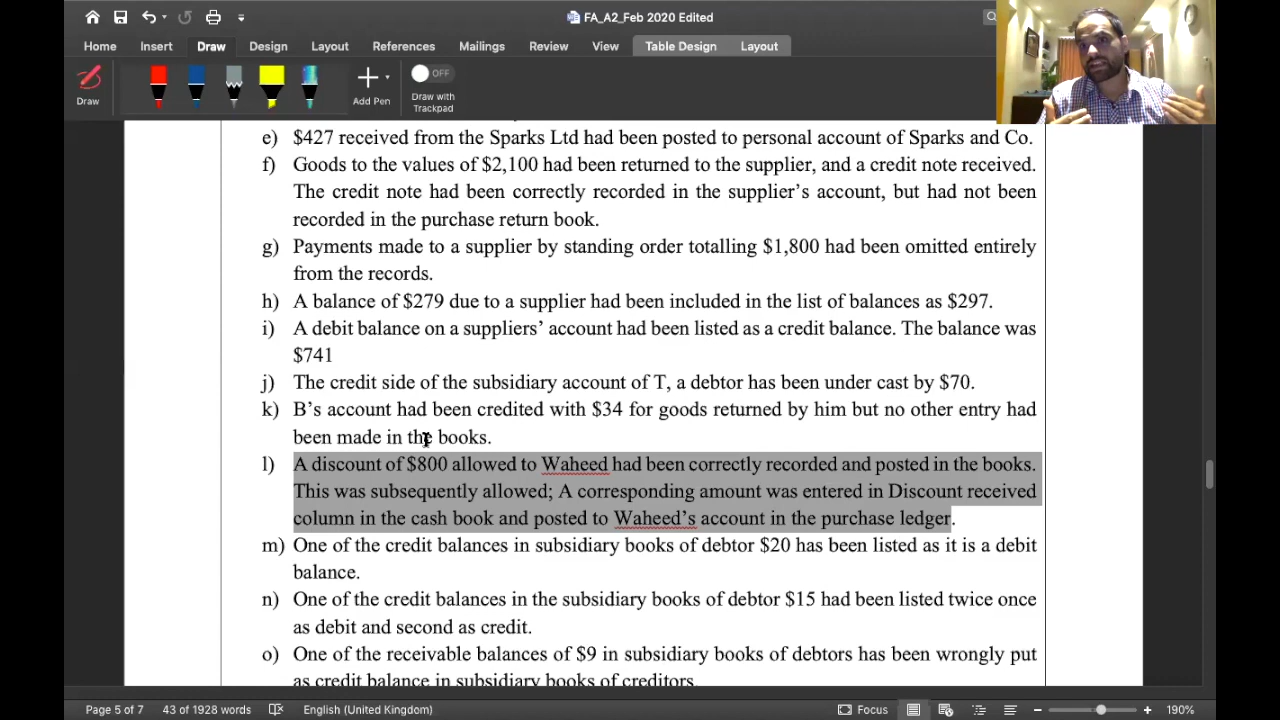 FA_A2_Feb 2020 Edited
Home Insert Draw Design Layout References Mailings Review View Table Design Layout
OFF
Draw Add Pen Draw with
Trackpad
e) $427 received from the Sparks Ltd had been posted to personal account of Sparks and Co.
f) Goods to the values of $2,100 had been returned to the supplier, and a credit note received.
The credit note had been correctly recorded in the supplier's account, but had not been
recorded in the purchase return book.
g) Payments made to a supplier by standing order totalling $1,800 had been omitted entirely
from the records.
h) A balance of $279 due to a supplier had been included in the list of balances as $297.
i) A debit balance on a suppliers' account had been listed as a credit balance. The balance was
$741
j) The credit side of the subsidiary account of T, a debtor has been under cast by $70.
k) B's account had been credited with $34 for goods returned by him but no other entry had
been made in the books.
l) A discount of $800 allowed to Waheed had been correctly recorded and posted in the books.
This was subsequently allowed; A corresponding amount was entered in Discount received
column in the cash book and posted to Waheed's account in the purchase ledger.
m) One of the credit balances in subsidiary books of debtor $20 has been listed as it is a debit
balance.
n) One of the credit balances in the subsidiary books of debtor $15 had been listed twice once
as debit and second as credit.
o) One of the receivable balances of $9 in subsidiary books of debtors has been wrongly put
as credit balance in subsidiary books of creditors.
Page 5 of 7 43 of 1928 words English (United Kingdom) Focus 190%